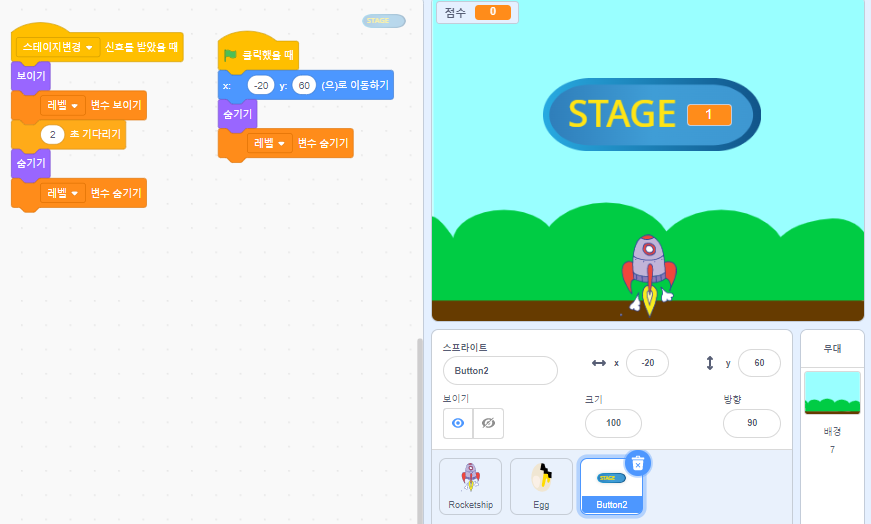 STAGE
스테이지변경 신호를 받았을 때
보이기
레벨 변수 보이기
2 초 기다리기
숨기기
레벨 변수 숨기기
클릭했을 때
x: -20 y: 60 (으)로 이동하기
숨기기
레벨 변수 숨기기
점수 0
STAGE 1
스프라이트
Button2
x -20
y 60
보이기
크기
100
방향
90
Rocketship
Egg
STAGE
Button2
무대
배경
7